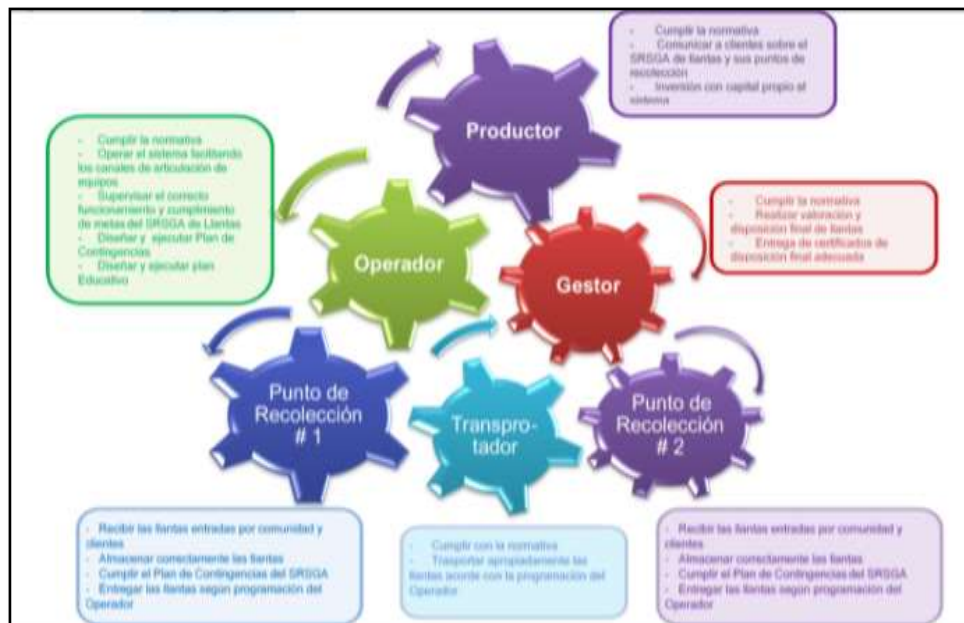 - Cumplir la normativa
- Comunicar a clientes sobre el
SRSGA de llantas y sus puntos de
recolección
- Inversión con capital propio al
sistema
Productor
- Cumplir la normativa
- Operar el sistema facilitando
los canales de articulación de
equipos
- Supervisar el correcto
funcionamiento y cumplimiento
de metas del SRSGA de Llantas
- Diseñar y ejecutar Plan de
Contingencias
- Diseñar y ejecutar plan
Educativo
Operador
- Cumplir la normativa
- Realizar valoración y
disposición final de llantas
- Entrega de certificados de
disposición final adecuada
Gestor
Punto de
Recolección
# 1
Transpro-
tador
Punto de
Recolección
# 2
- Recibir las llantas entradas por comunidad y
clientes
- Almacenar correctamente las llantas
- Cumplir el Plan de Contingencias del SRSGA
- Entregar las llantas segun programación del
Operador
- Cumplir con la normativa
- Trasportar apropiadamente las
llantas acorde con la programación del
Operador
- Recibir las llantas entradas por comunidad y
clientes
- Almacenar correctamente las llantas
- Cumplir el Plan de Contingencias del SRSGA
- Entregar las llantas segun programación del
Operador